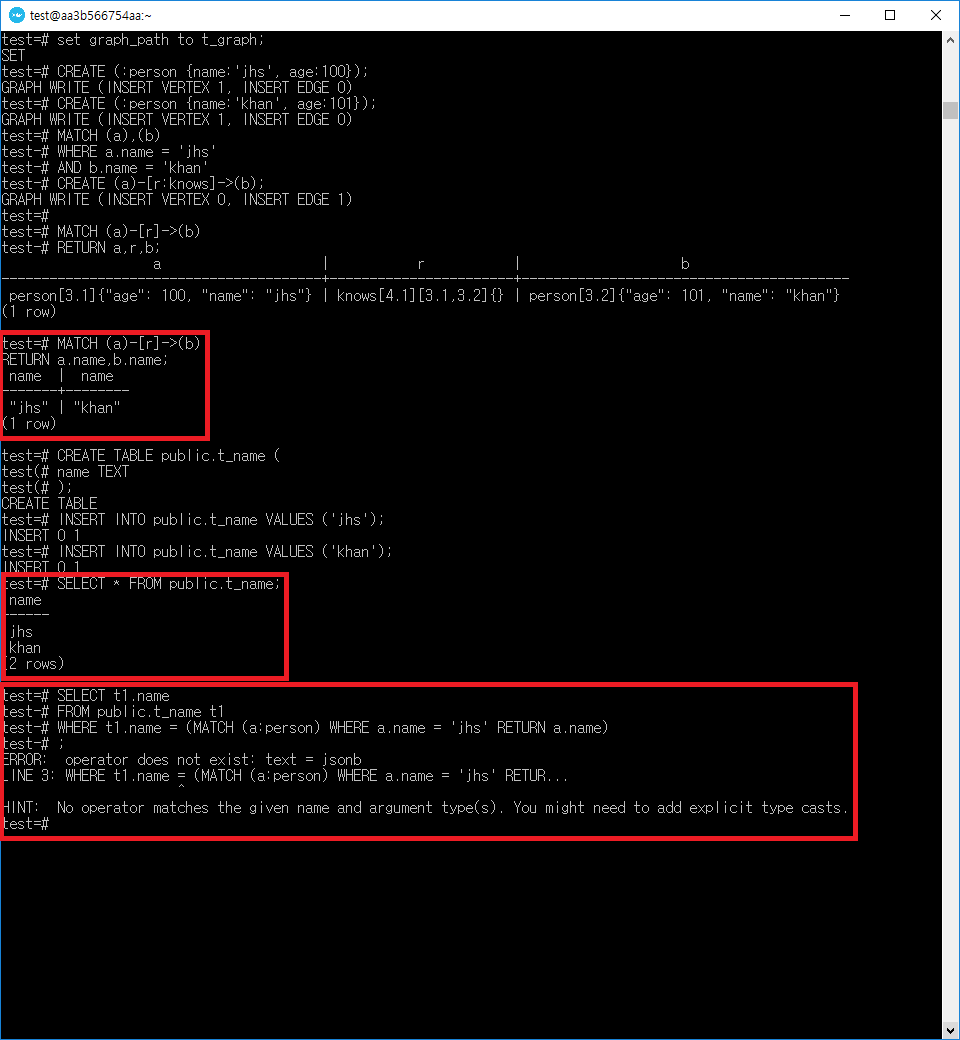 test@aa3b566754aa:~
test=# set graph_path to t_graph;
SET
test=# CREATE (:person {name:'jhs', age:100});
GRAPH WRITE (INSERT VERTEX 1, INSERT EDGE 0)
test=# CREATE (:person {name:'khan', age:101});
GRAPH WRITE (INSERT VERTEX 1, INSERT EDGE 0)
test=# MATCH (a),(b)
test-# WHERE a.name = 'jhs'
test-# AND b.name = 'khan'
test-# CREATE (a)-[r:knows]->(b);
GRAPH WRITE (INSERT VERTEX 0, INSERT EDGE 1)
test=#
test=# MATCH (a)-[r]->(b)
test-# RETURN a,r,b;
a | r | b
----------------------------------------+-----------------------+-----------------------------------------
person[3.1]{"age": 100, "name": "jhs"} | knows[4.1][3.1,3.2]{} | person[3.2]{"age": 101, "name": "khan"}
(1 row)
test=# MATCH (a)-[r]->(b)
RETURN a.name,b.name;
name | name
-------+--------
"jhs" | "khan"
(1 row)
test=# CREATE TABLE public.t_name (
test(# name TEXT
test(# );
CREATE TABLE
test=# INSERT INTO public.t_name VALUES ('jhs');
INSERT 0 1
test=# INSERT INTO public.t_name VALUES ('khan');
INSERT 0 1
test=# SELECT * FROM public.t_name;
name
------
jhs
khan
(2 rows)
test=# SELECT t1.name
test-# FROM public.t_name t1
test-# WHERE t1.name = (MATCH (a:person) WHERE a.name = 'jhs' RETURN a.name)
test-# ;
ERROR:  operator does not exist: text = jsonb
LINE 3: WHERE t1.name = (MATCH (a:person) WHERE a.name = 'jhs' RETUR...
^
HINT:  No operator matches the given name and argument type(s). You might need to add explicit type casts.
test=#